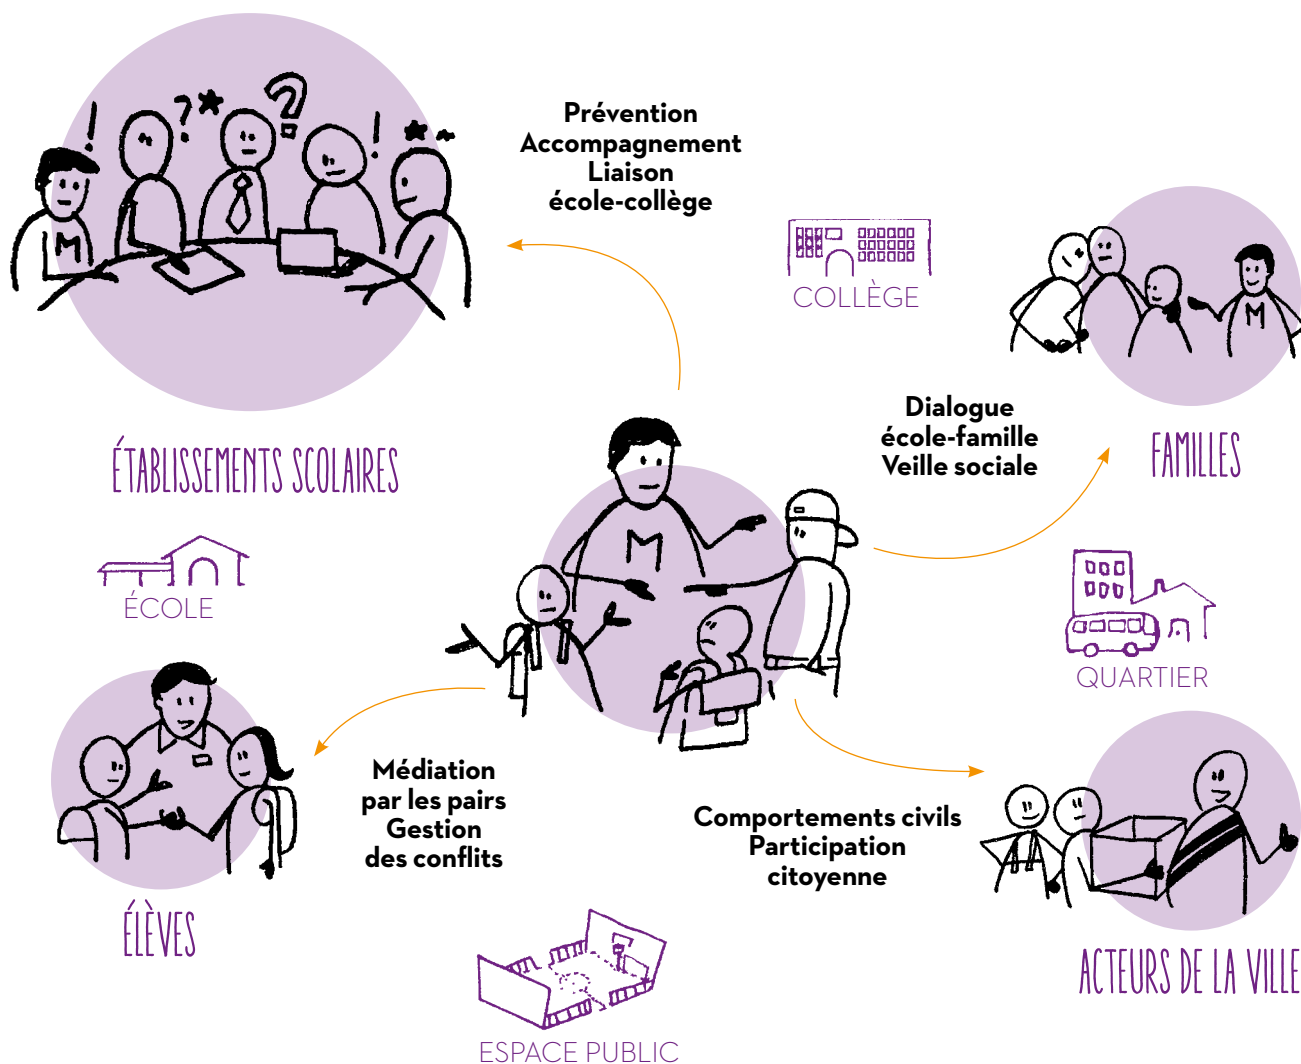 ! ? ?
!
M
Prévention
Accompagnement
Liaison
école-collège
COLLÈGE
M
ÉTABLISSEMENTS SCOLAIRES
Dialogue
école-famille
Veille sociale
FAMILLES
ÉCOLE
M
QUARTIER
Médiation
par les pairs
Gestion
des conflits
ÉLÈVES
Comportements civils
Participation
citoyenne
ACTEURS DE LA VILLE
ESPACE PUBLIC